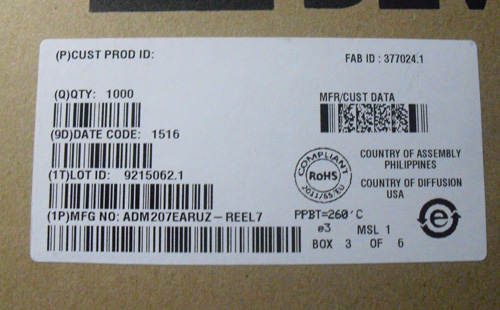 (P)CUST PROD ID:
FAB ID : 377024.1
(Q)QTY: 1000
MFR/CUST DATA
(9D)DATE CODE: 1516
(1T)LOT ID: 9215062.1
COMPLIANT
RoHS
2011/65/EU
COUNTRY OF ASSEMBLY
PHILIPPINES
COUNTRY OF DIFFUSION
USA
(1P)MFG NO: ADM207EARUZ-REEL7
PPBT=260'C
e3 MSL 1
BOX 3 OF 6
e